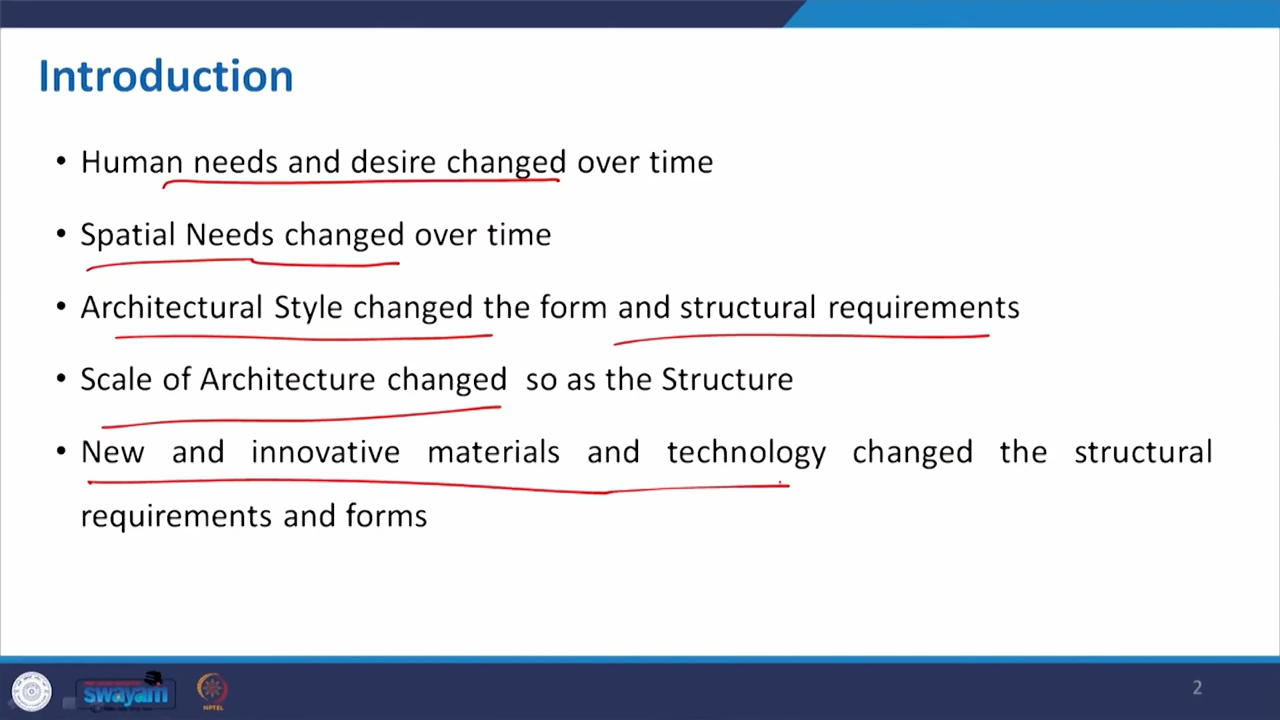 Introduction
• Human needs and desire changed over time
• Spatial Needs changed over time
• Architectural Style changed the form and structural requirements
• Scale of Architecture changed so as the Structure
• New and innovative materials and technology changed the structural
requirements and forms
swayam
NPTEL
2